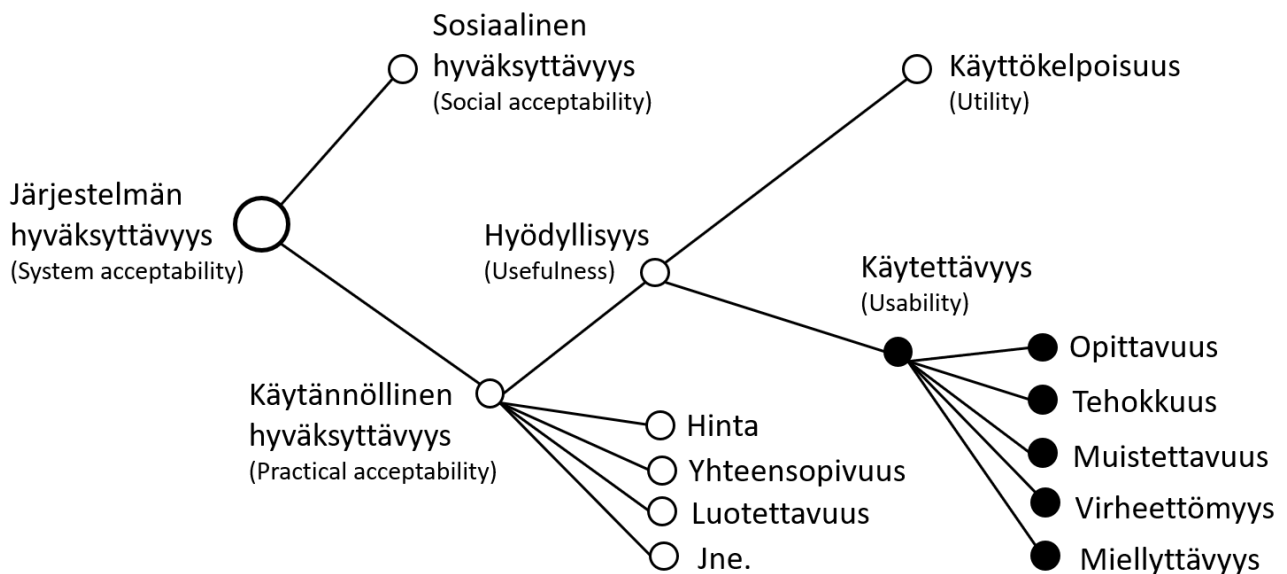 Sosiaalinen
hyväksyttävyys
(Social acceptability)
Käyttökelpoisuus
(Utility)
Järjestelmän
hyväksyttävyys
(System acceptability)
Hyödyllisyys
(Usefulness)
Käytettävyys
(Usability)
Opittavuus
Tehokkuus
Muistettavuus
Virheettömyys
Miellyttävyys
Käytännöllinen
hyväksyttävyys
(Practical acceptability)
Hinta
Yhteensopivuus
Luotettavuus
Jne.